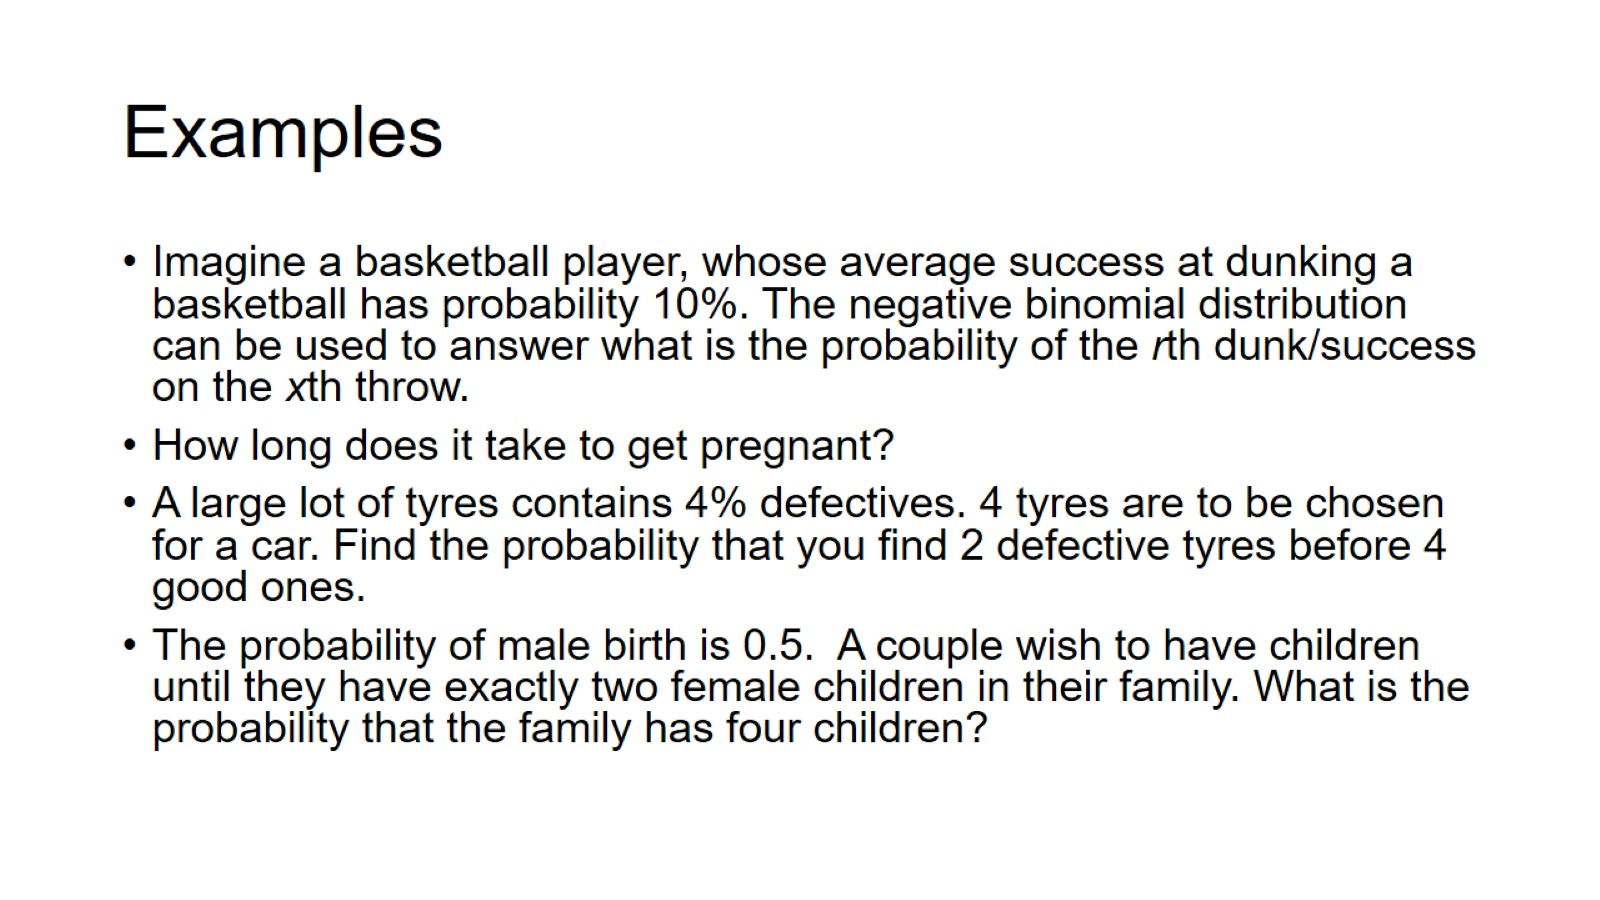 Examples
• Imagine a basketball player, whose average success at dunking a
basketball has probability 10%. The negative binomial distribution
can be used to answer what is the probability of the rth dunk/success
on the xth throw.
• How long does it take to get pregnant?
• A large lot of tyres contains 4% defectives. 4 tyres are to be chosen
for a car. Find the probability that you find 2 defective tyres before 4
good ones.
• The probability of male birth is 0.5.  A couple wish to have children
until they have exactly two female children in their family. What is the
probability that the family has four children?